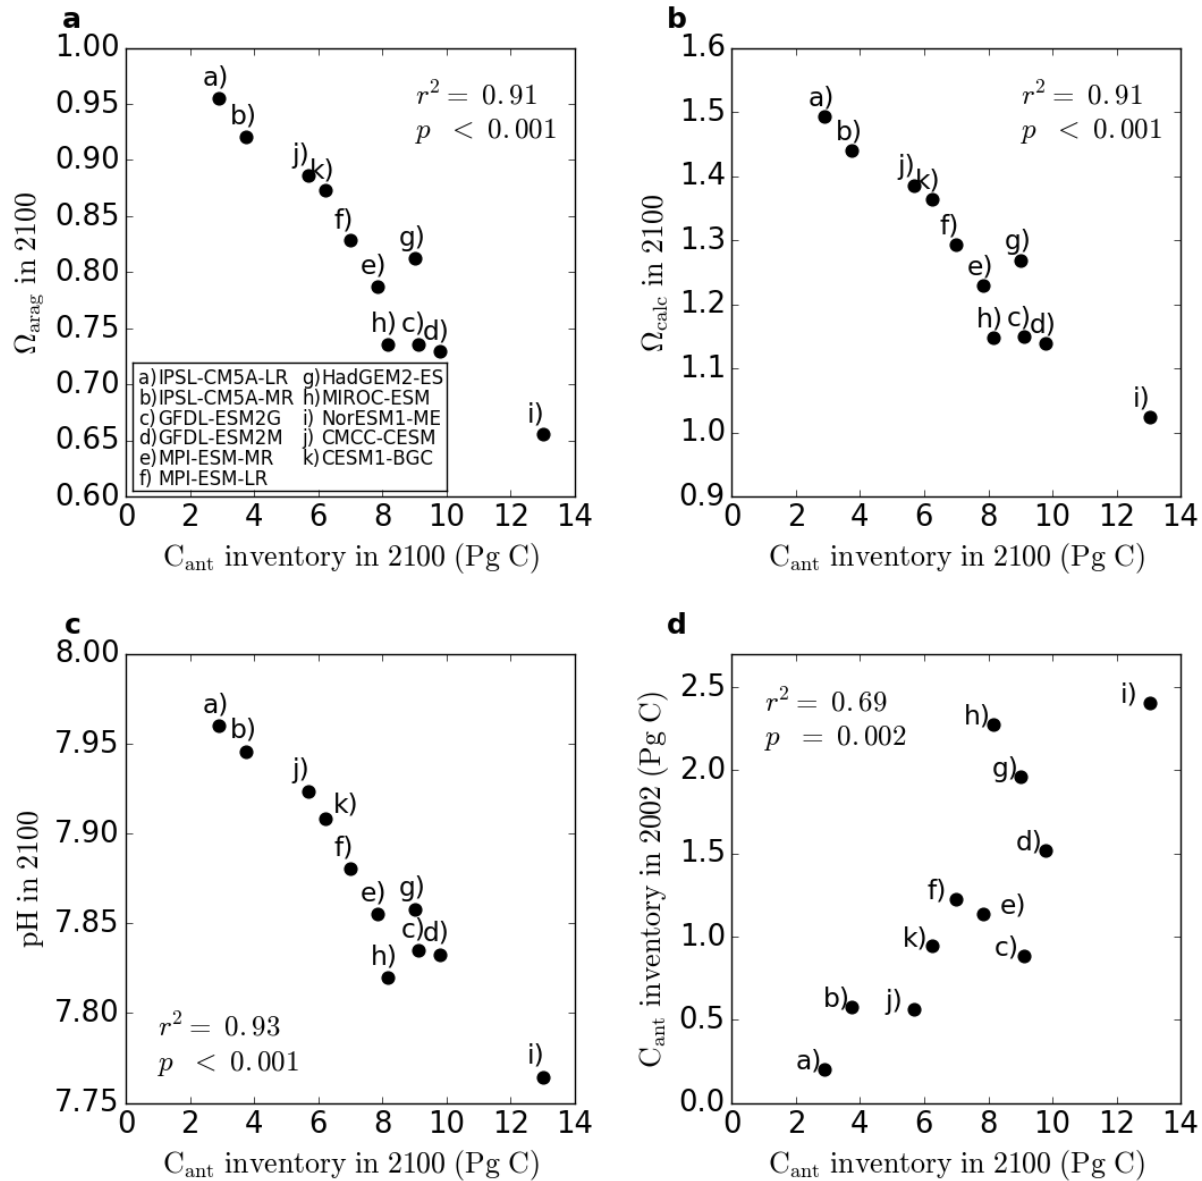 a
1.00
0.95
0.90
0.85
0.80
0.75
0.70
0.65
0.60
Ω_arag in 2100
a)
b)
j)
k)
f)
e)
g)
h)
c)
d)
i)
r² = 0.91
p < 0.001
a) IPSL-CM5A-LR g) HadGEM2-ES
b) IPSL-CM5A-MR h) MIROC-ESM
c) GFDL-ESM2G i) NorESM1-ME
d) GFDL-ESM2M j) CMCC-CESM
e) MPI-ESM-MR k) CESM1-BGC
f) MPI-ESM-LR
0 2 4 6 8 10 12 14
C_ant inventory in 2100 (Pg C)
b
1.6
1.5
1.4
1.3
1.2
1.1
1.0
0.9
Ω_calc in 2100
a)
b)
j)
k)
f)
g)
e)
h)
c)
d)
i)
r² = 0.91
p < 0.001
0 2 4 6 8 10 12 14
C_ant inventory in 2100 (Pg C)
c
8.00
7.95
7.90
7.85
7.80
7.75
pH in 2100
a)
b)
j)
k)
f)
e)
g)
c)
d)
h)
i)
r² = 0.93
p < 0.001
0 2 4 6 8 10 12 14
C_ant inventory in 2100 (Pg C)
d
2.5
2.0
1.5
1.0
0.5
0.0
C_ant inventory in 2002 (Pg C)
r² = 0.69
p = 0.002
i)
h)
g)
d)
f)
e)
k)
c)
b)
j)
a)
0 2 4 6 8 10 12 14
C_ant inventory in 2100 (Pg C)